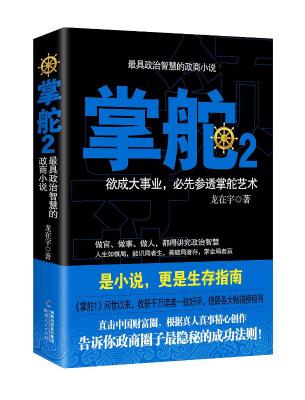 最具政治智慧的政商小说
掌舵2
欲成大事业，必先参透掌舵艺术
龙在宇◎著
做官、做事、做人，都得讲究政治智慧
人生如棋局，能识局者生，善破局者存，掌全局者赢
是小说，更是生存指南
《掌舵1》问世以来，收获千万读者一致好评，稳居各大畅销榜前列
直击中国财富圈，根据真人真事精心创作
告诉你政商圈子最隐秘的成功法则！
掌舵2
最具政治智慧的
政商小说
龙在宇◎著